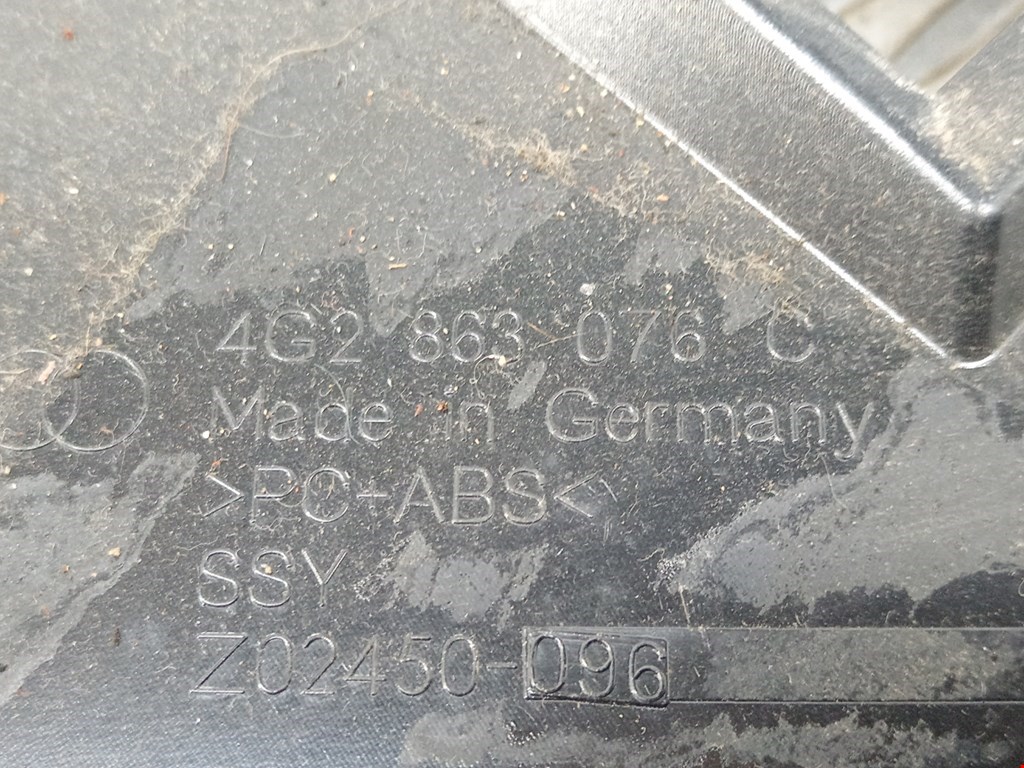 4G2 863 076 C
Made in Germany
>PC+ABS<
SSY
Z02450-096